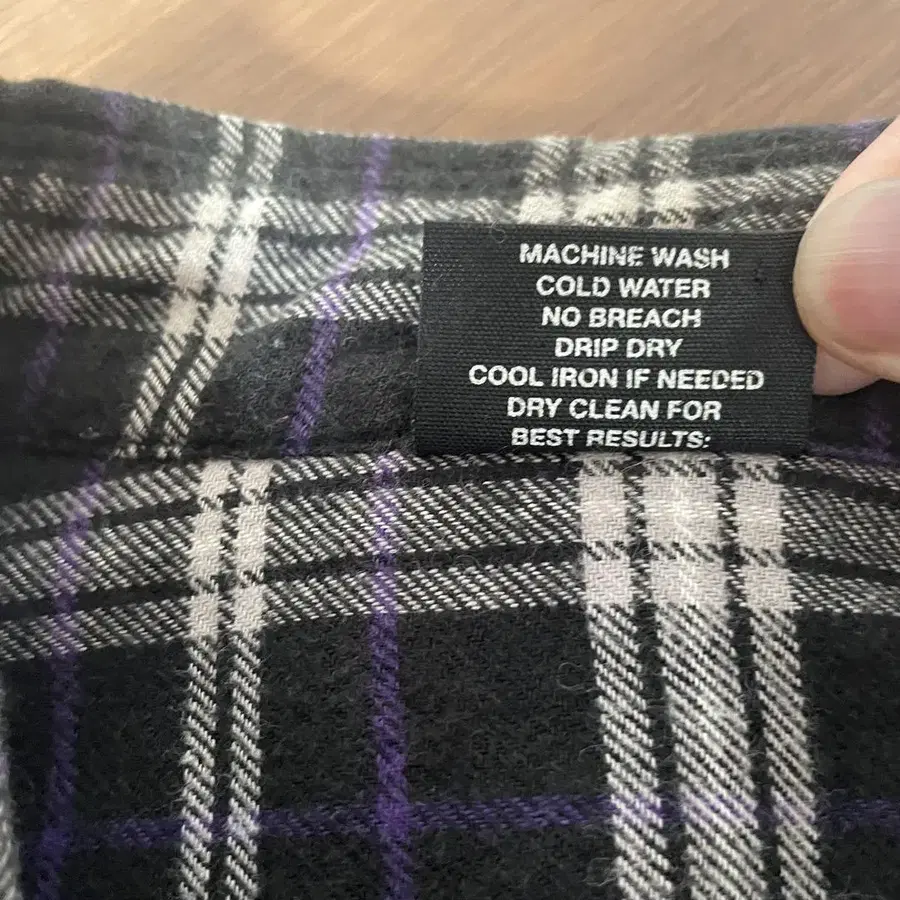 MACHINE WASH
COLD WATER
NO BREACH
DRIP DRY
COOL IRON IF NEEDED
DRY CLEAN FOR
BEST RESULTS: